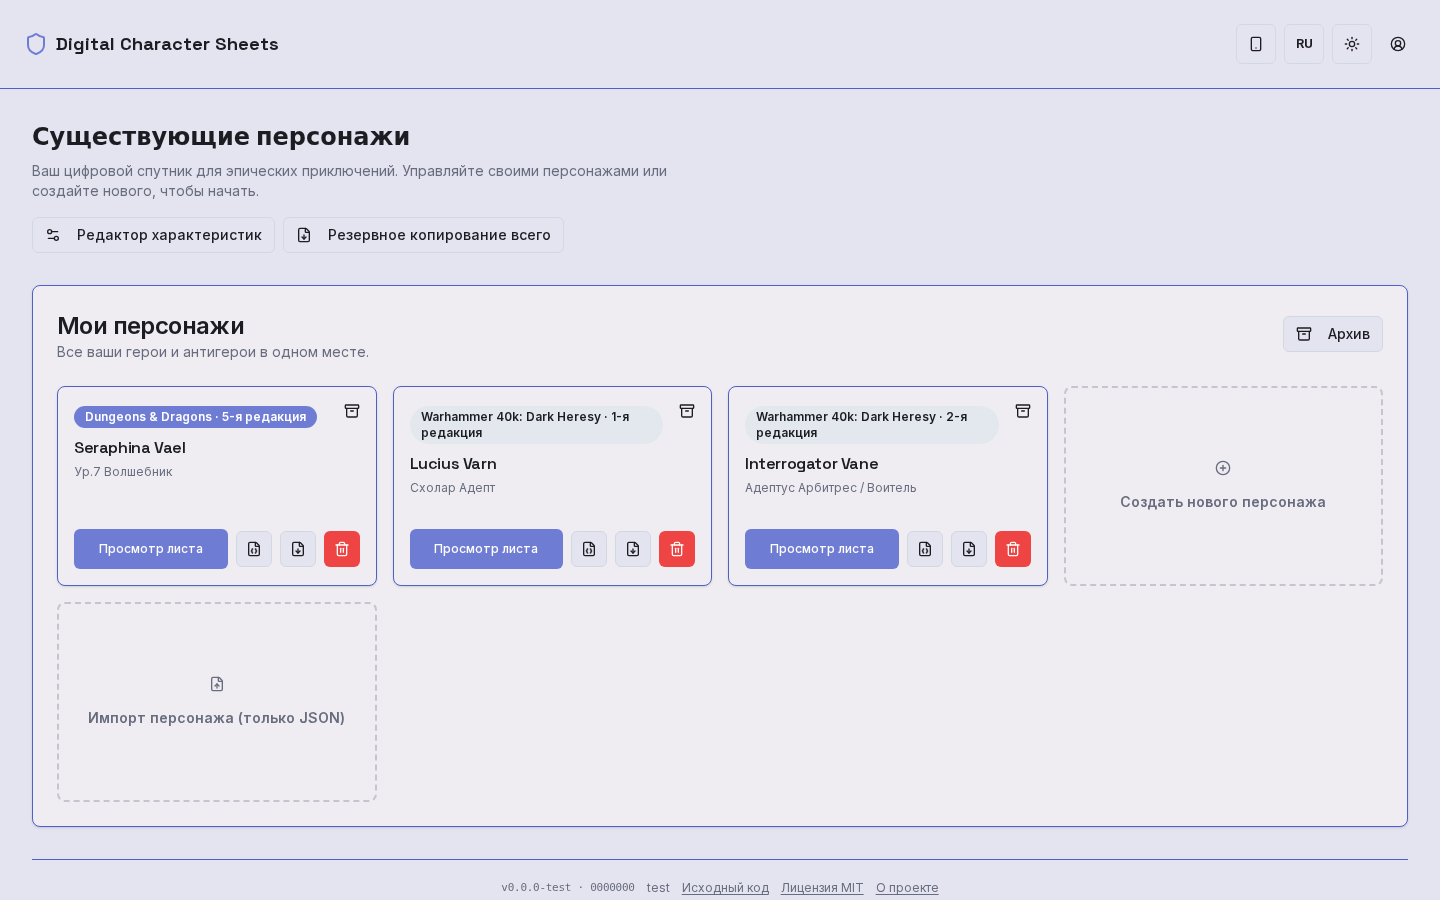 Digital Character Sheets
RU
Существующие персонажи
Ваш цифровой спутник для эпических приключений. Управляйте своими персонажами или
создайте нового, чтобы начать.
Редактор характеристик
Резервное копирование всего
Мои персонажи
Все ваши герои и антигерои в одном месте.
Архив
Dungeons & Dragons · 5-я редакция
Seraphina Vael
Ур.7 Волшебник
Просмотр листа
Warhammer 40k: Dark Heresy · 1-я
редакция
Lucius Varn
Схолар Адепт
Просмотр листа
Warhammer 40k: Dark Heresy · 2-я
редакция
Interrogator Vane
Адептус Арбитрес / Воитель
Просмотр листа
Создать нового персонажа
Импорт персонажа (только JSON)
v0.0.0-test · 0000000 test Исходный код Лицензия MIT О проекте